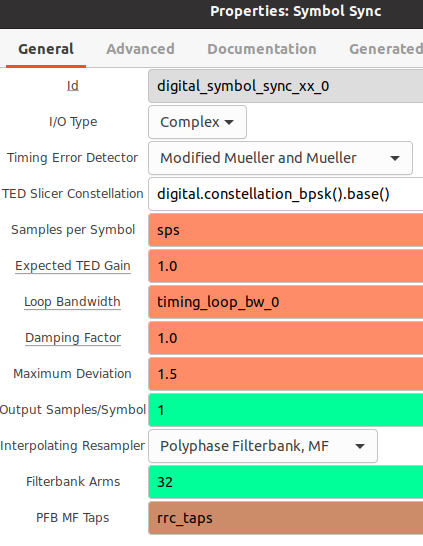 Properties: Symbol Sync
General Advanced Documentation Generated
Id digital_symbol_sync_xx_0
I/O Type Complex
Timing Error Detector Modified Mueller and Mueller
TED Slicer Constellation digital.constellation_bpsk().base()
Samples per Symbol sps
Expected TED Gain 1.0
Loop Bandwidth timing_loop_bw_0
Damping Factor 1.0
Maximum Deviation 1.5
Output Samples/Symbol 1
Interpolating Resampler Polyphase Filterbank, MF
Filterbank Arms 32
PFB MF Taps rrc_taps